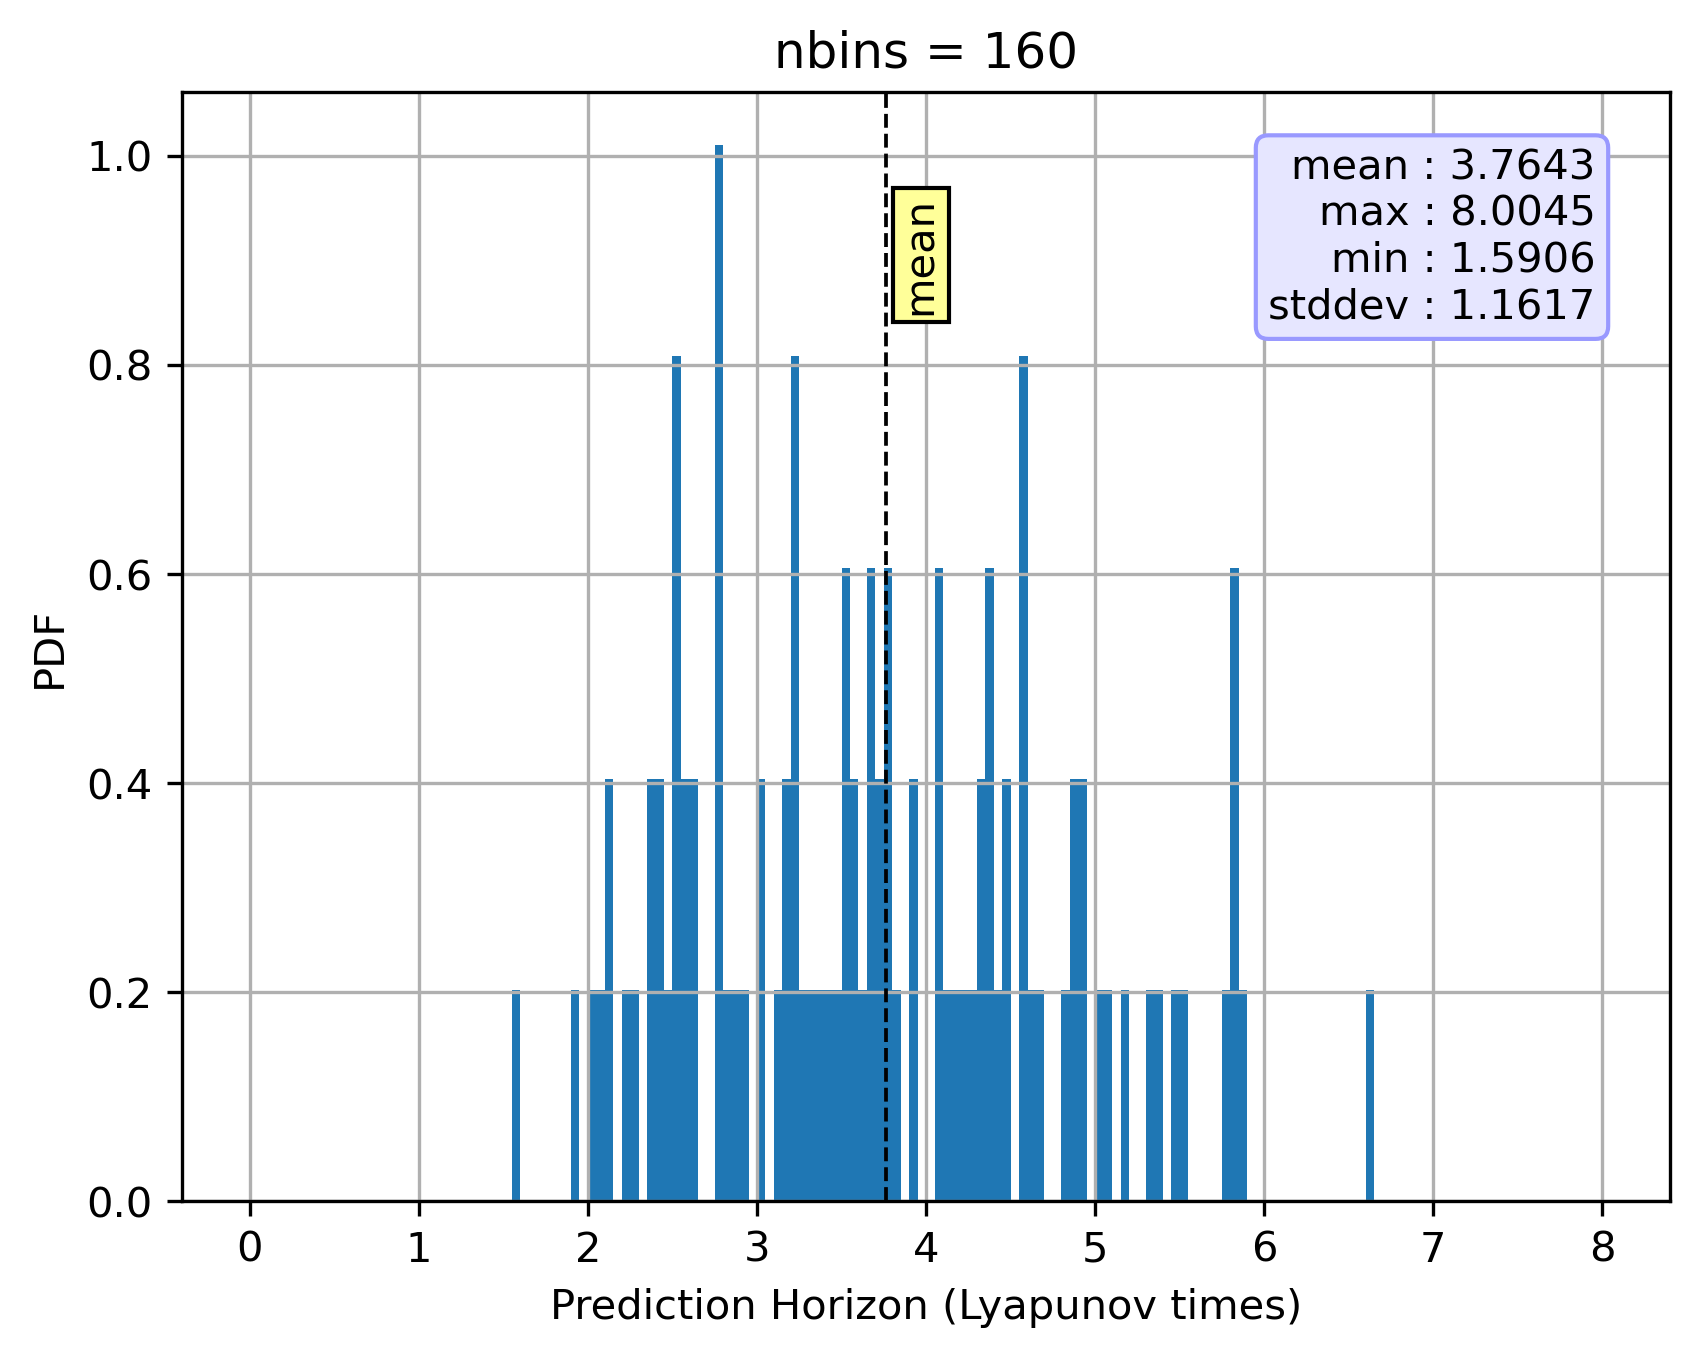 nbins = 160
mean : 3.7643
max : 8.0045
min : 1.5906
stddev : 1.1617
mean
1.0
0.8
0.6
0.4
0.2
0.0
PDF
0 1 2 3 4 5 6 7 8
Prediction Horizon (Lyapunov times)